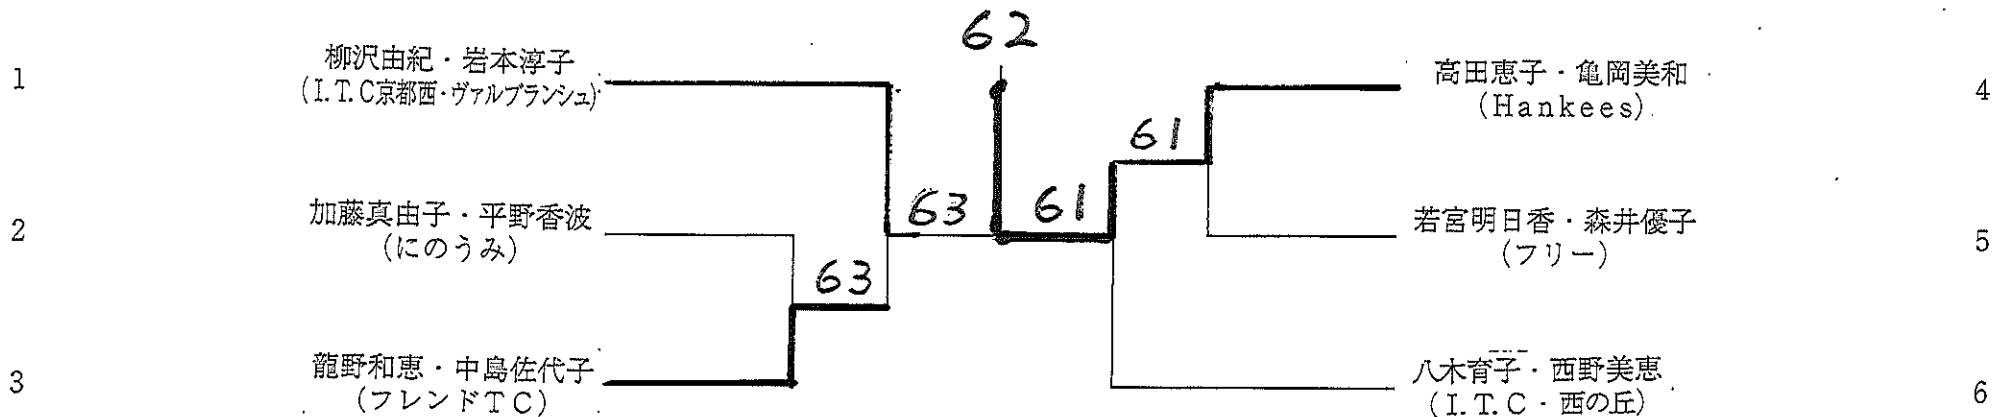 62
1
柳沢由紀・岩本淳子
(I.T.C京都西・ヴァルブランシュ)
高田恵子・亀岡美和
(Hankees)
4
61
2
加藤真由子・平野香波
(にのうみ)
63
61
若宮明日香・森井優子
(フリー)
5
63
3
龍野和恵・中島佐代子
(フレンドTC)
八木育子・西野美恵
(I.T.C・西の丘)
6